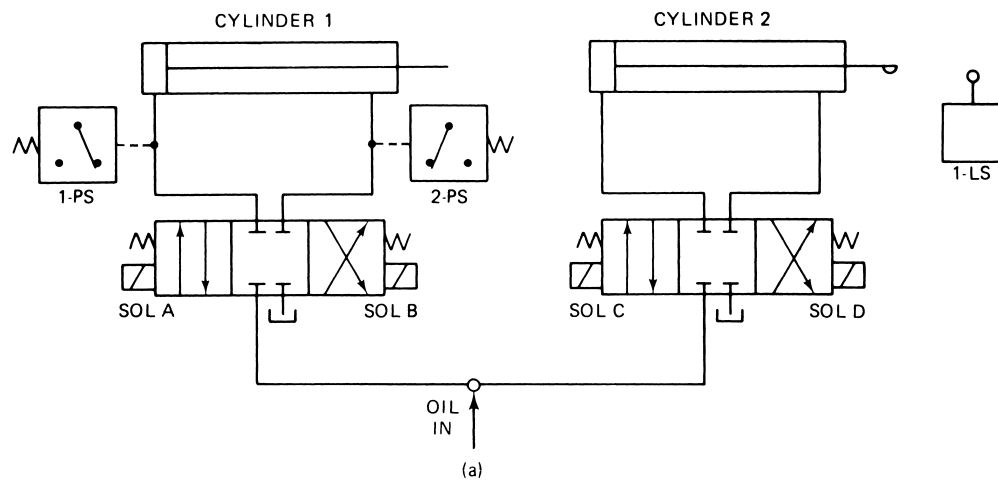 CYLINDER 1
CYLINDER 2
1-PS
2-PS
1-LS
SOL A
SOL B
SOL C
SOL D
OIL
IN
(a)